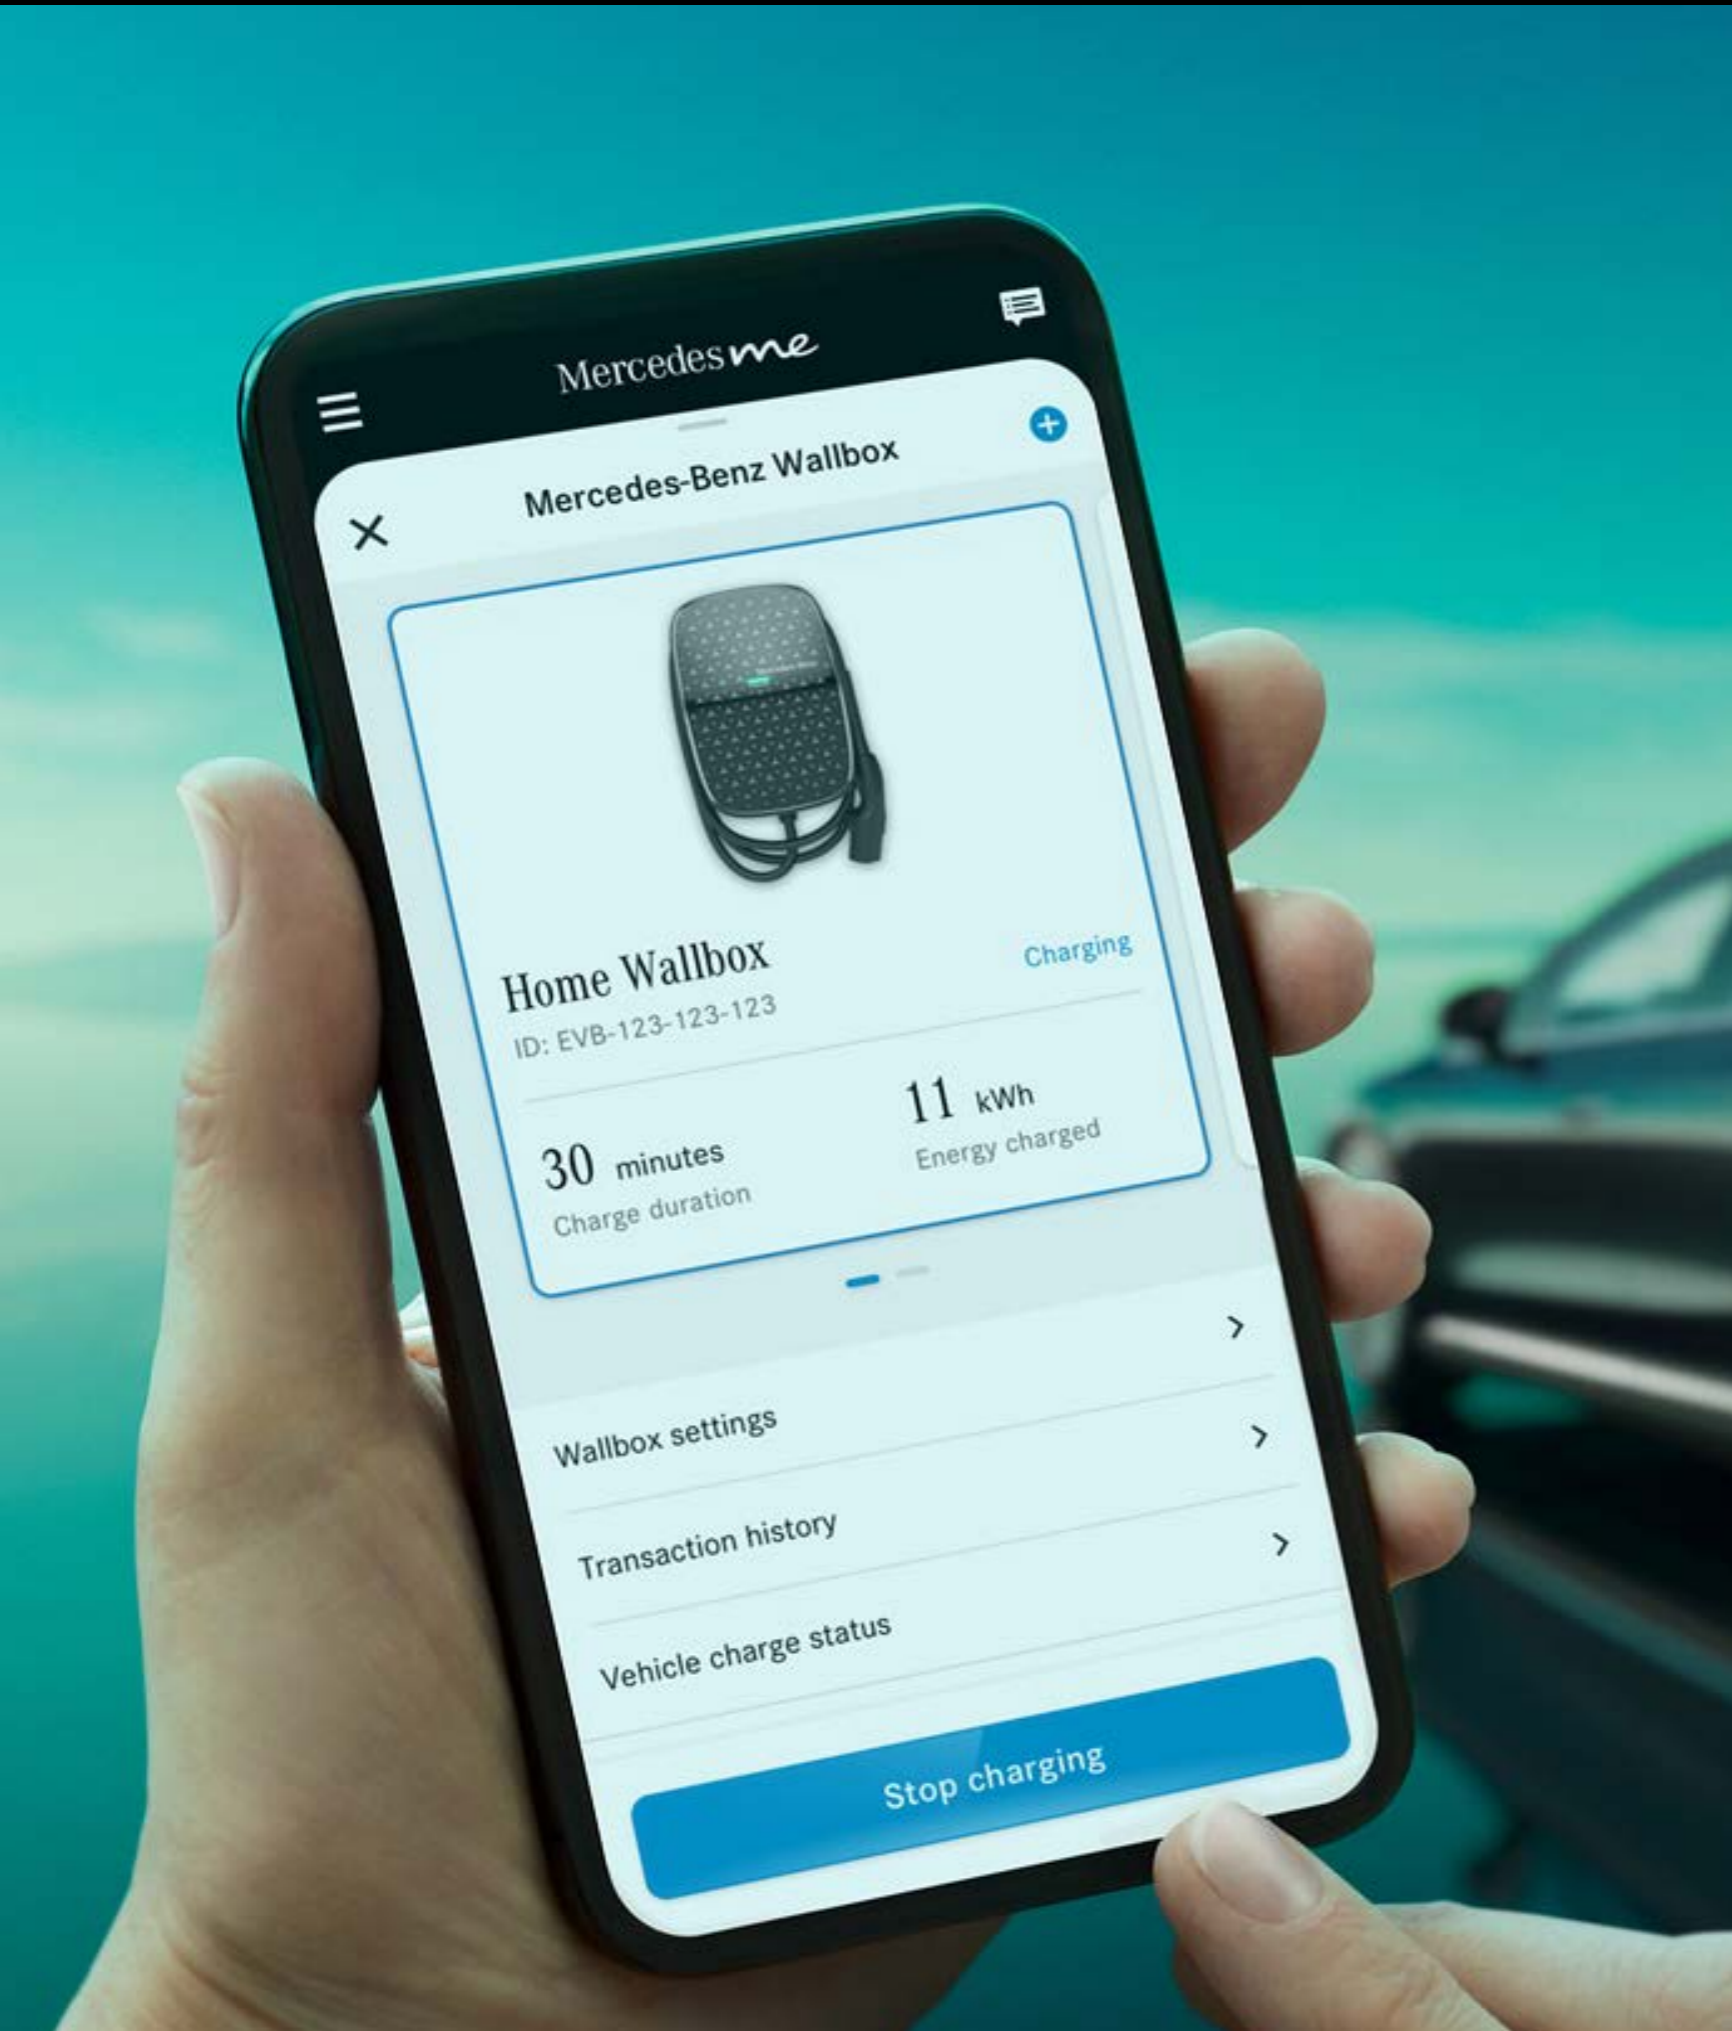 Mercedes me
Mercedes-Benz Wallbox
Home Wallbox
Charging
ID: EVB-123-123-123
30 minutes
Charge duration
11 kWh
Energy charged
Wallbox settings
Transaction history
Vehicle charge status
Stop charging